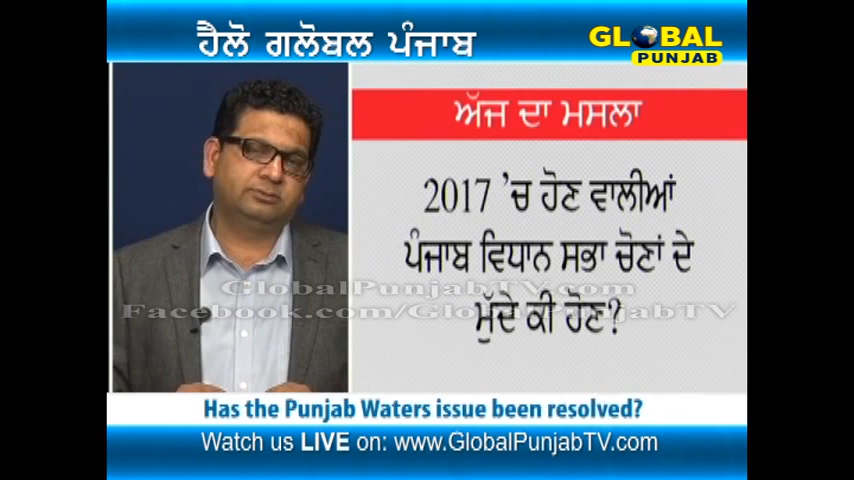 ਹੈਲੋ ਗਲੋਬਲ ਪੰਜਾਬ
GLOBAL
PUNJAB
ਅੱਜ ਦਾ ਮਸਲਾ
2017 ’ਚ ਹੋਣ ਵਾਲੀਆਂ
ਪੰਜਾਬ ਵਿਧਾਨ ਸਭਾ ਚੋਣਾਂ ਦੇ
ਮੁੱਦੇ ਕੀ ਹੋਣ?
GlobalPunjabTV.com
Facebook.com/GlobalPunjabTV
Has the Punjab Waters issue been resolved?
Watch us LIVE on: www.GlobalPunjabTV.com